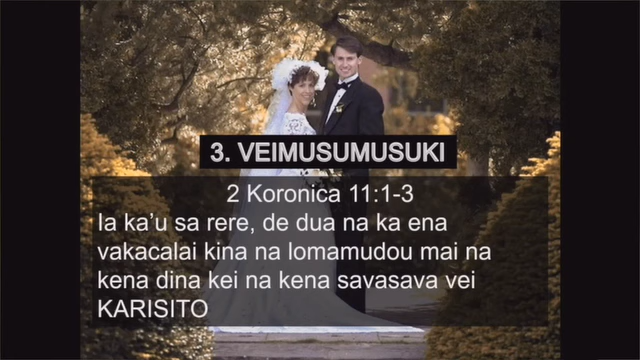 3. VEIMUSUMUSUKI
2 Koronica 11:1-3
Ia ka’u sa rere, de dua na ka ena
vakacalai kina na lomamudou mai na
kena dina kei na kena savasava vei
KARISITO